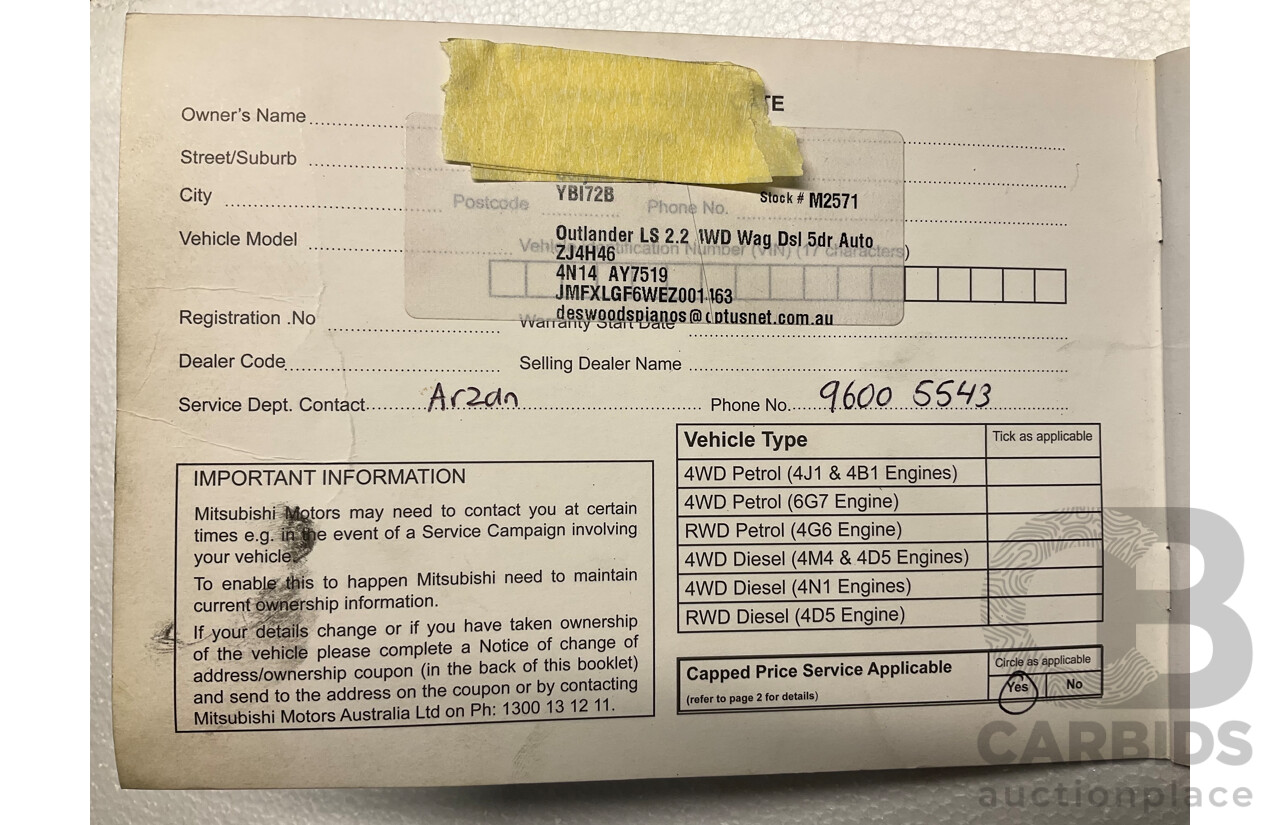 TE
Owner's Name
Street/Suburb
City
Postcode
Phone No.
YBI72B
Stock # M2571
Vehicle Model
Outlander LS 2.2 4WD Wag Dsl 5dr Auto
Vehicle Identification Number (VIN) (17 characters)
ZJ4H46
4N14 AY7519
JMFXLGF6WEZ001463
deswoodspianos@optusnet.com.au
Registration .No
Warranty Start Date
Dealer Code
Selling Dealer Name
Service Dept. Contact Arzan
Phone No. 9600 5543
IMPORTANT INFORMATION
Mitsubishi Motors may need to contact you at certain
times e.g. in the event of a Service Campaign involving
your vehicle.
To enable this to happen Mitsubishi need to maintain
current ownership information.
If your details change or if you have taken ownership
of the vehicle please complete a Notice of change of
address/ownership coupon (in the back of this booklet)
and send to the address on the coupon or by contacting
Mitsubishi Motors Australia Ltd on Ph: 1300 13 12 11.
Vehicle Type
Tick as applicable
4WD Petrol (4J1 & 4B1 Engines)
4WD Petrol (6G7 Engine)
RWD Petrol (4G6 Engine)
4WD Diesel (4M4 & 4D5 Engines)
4WD Diesel (4N1 Engines)
RWD Diesel (4D5 Engine)
Capped Price Service Applicable
(refer to page 2 for details)
Circle as applicable
Yes
No
CARBIDS
auctionplace